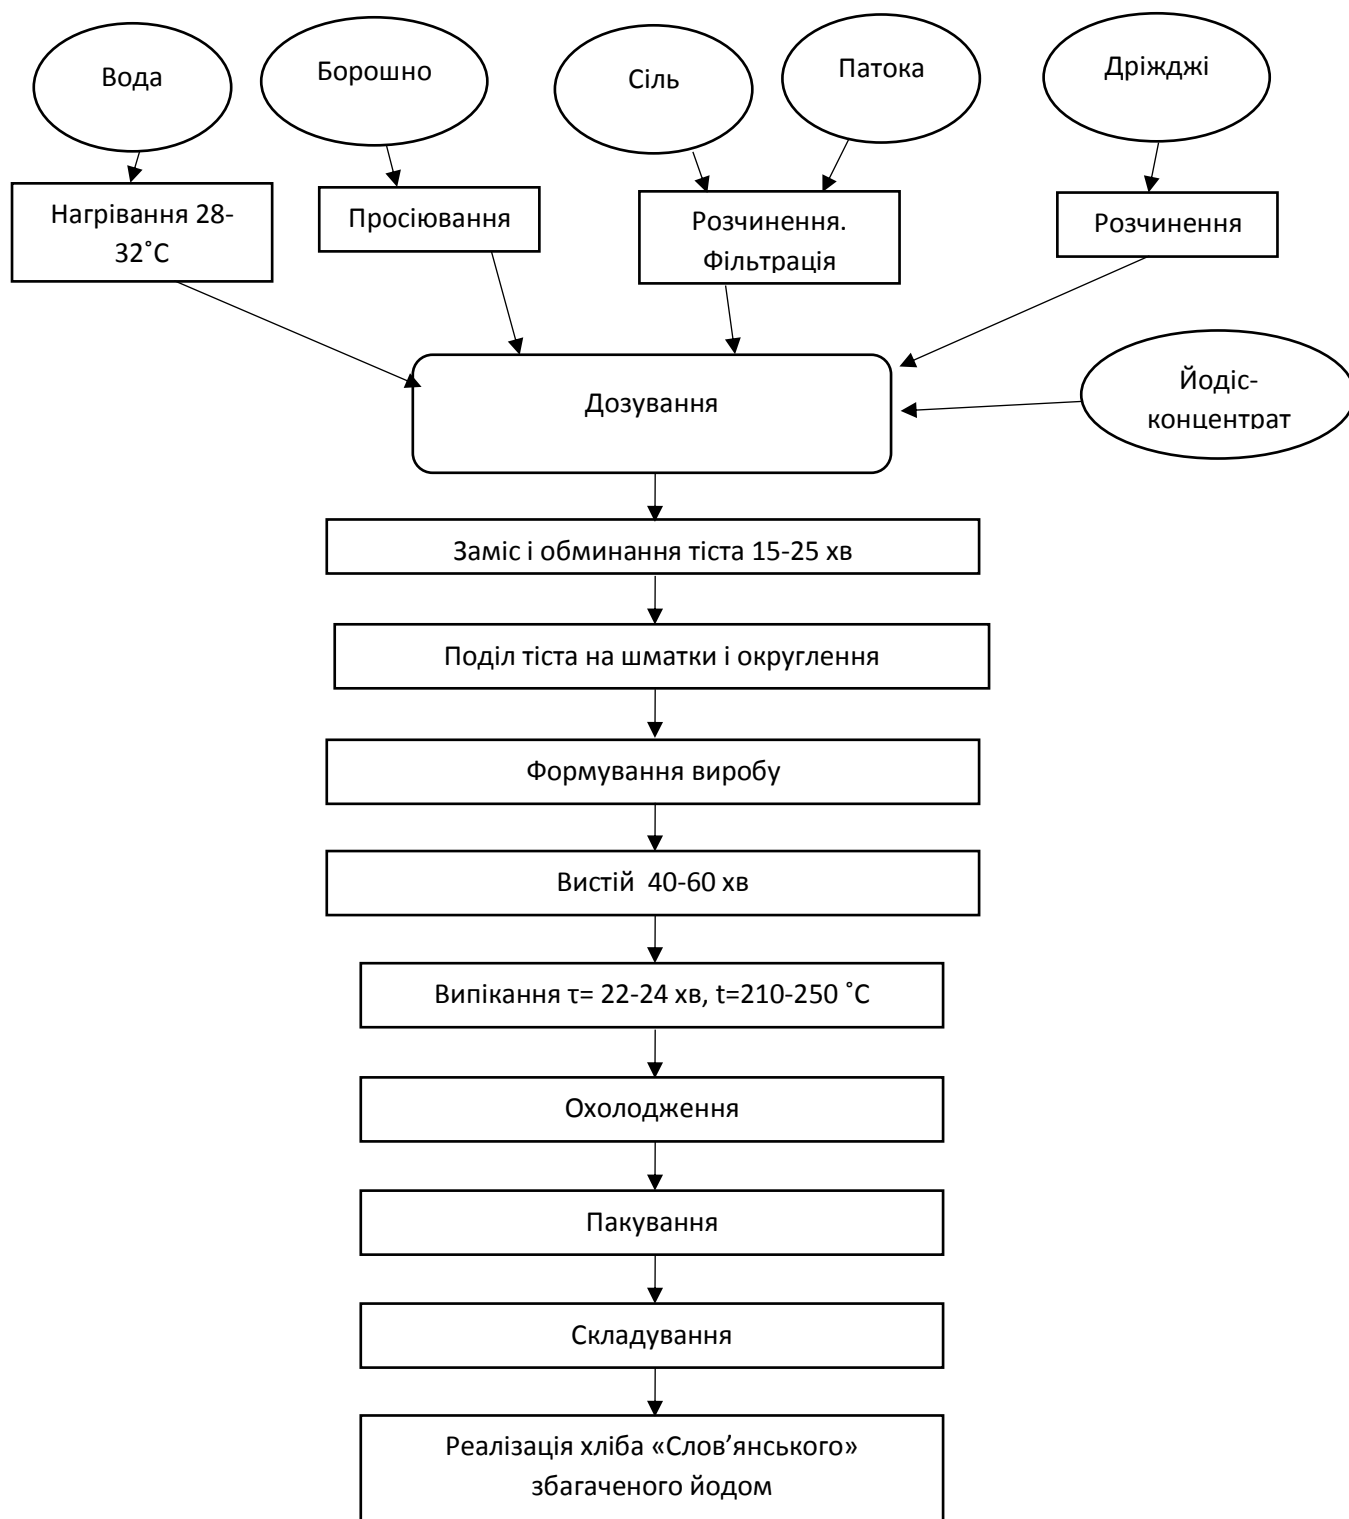 Вода
Борошно
Сіль
Патока
Дріжджі
Нагрівання 28-
32˚С
Просіювання
Розчинення.
Фільтрація
Розчинення
Дозування
Йодіс-
концентрат
Заміс і обминання тіста 15-25 хв
Поділ тіста на шматки і округлення
Формування виробу
Вистій  40-60 хв
Випікання τ= 22-24 хв, t=210-250 ˚С
Охолодження
Пакування
Складування
Реалізація хліба «Слов’янського»
збагаченого йодом